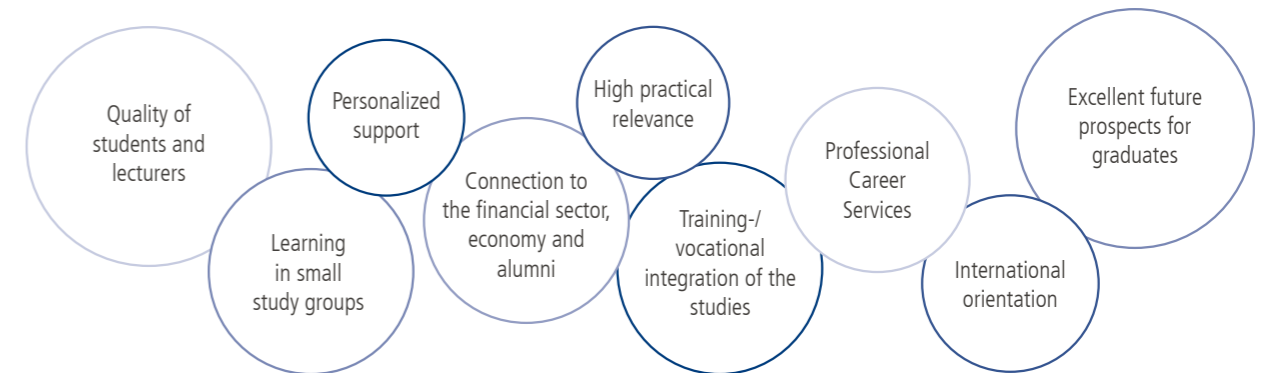 Quality of
students and
lecturers
Learning
in small
study groups
Personalized
support
Connection to
the financial sector,
economy and
alumni
High practical
relevance
Training-/
vocational
integration of the
studies
Professional
Career
Services
International
orientation
Excellent future
prospects for
graduates